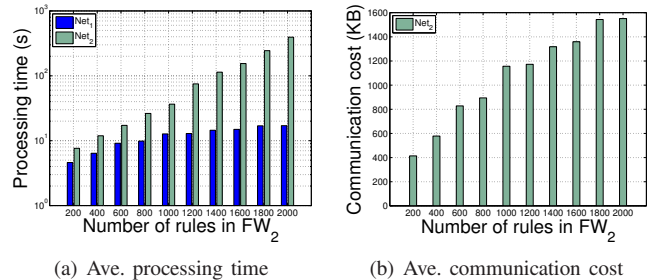 Processing time (s)
10³
10²
10¹
10⁰
Net₁
Net₂
200 400 600 800 1000 1200 1400 1600 1800 2000
Number of rules in FW₂
(a) Ave. processing time
Communication cost (KB)
1600
1400
1200
1000
800
600
400
200
0
Net₂
200 400 600 800 1000 1200 1400 1600 1800 2000
Number of rules in FW₂
(b) Ave. communication cost